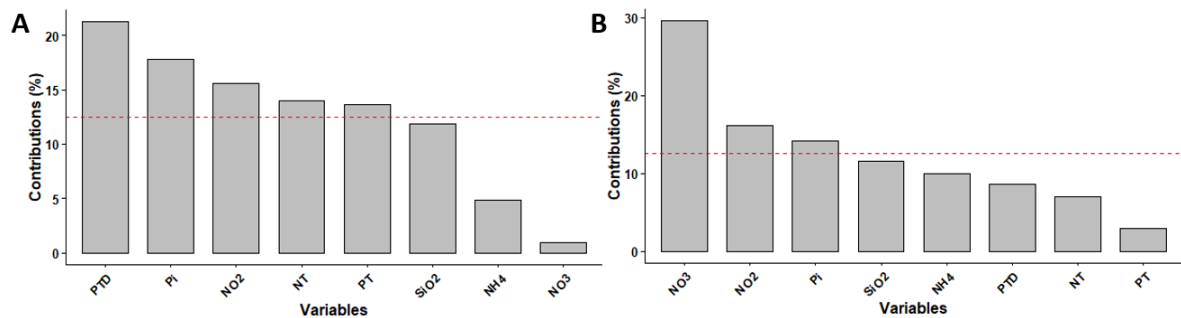 A
Contributions (%)
20
15
10
5
0
PTD Pi NO2 NT PT SiO2 NH4 NO3
Variables
B
Contributions (%)
30
20
10
0
NO3 NO2 Pi SiO2 NH4 PTD NT PT
Variables